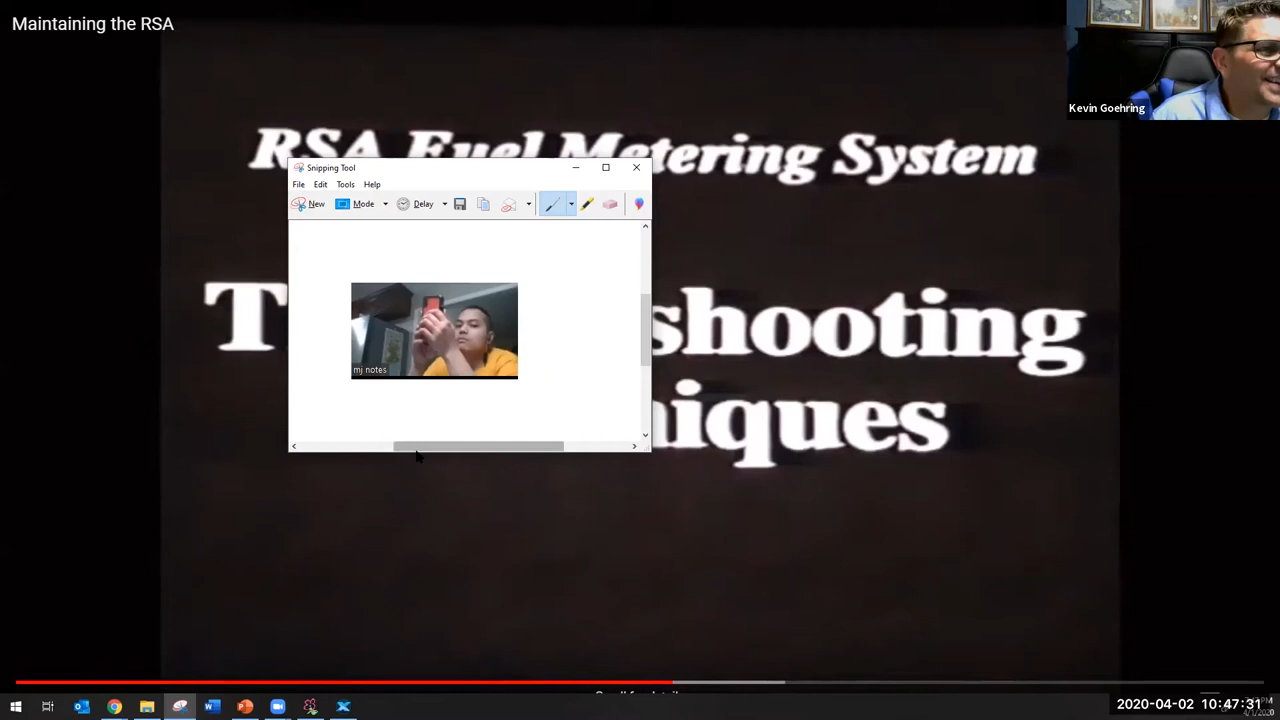 Maintaining the RSA
Kevin Goehring
RSA Fuel Metering System
Snipping Tool
File Edit Tools Help
New Mode Delay
shooting
niques
mj notes
2020-04-02 10:47:31